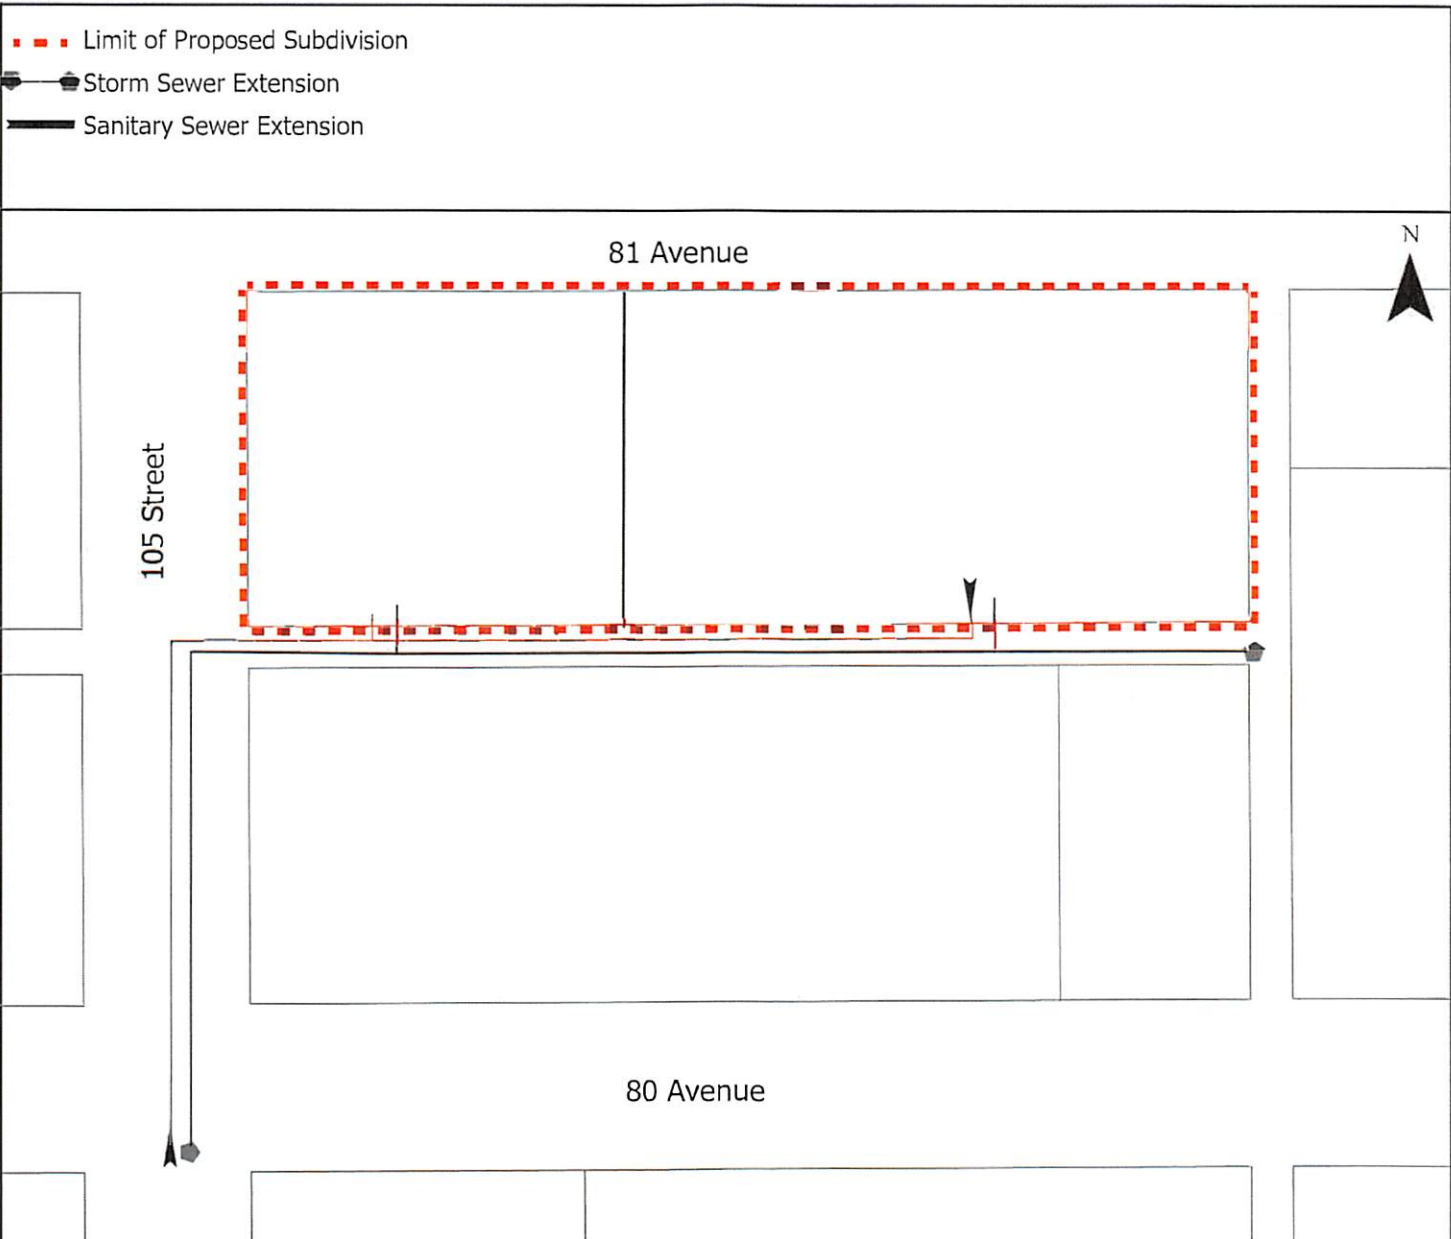 Limit of Proposed Subdivision
Storm Sewer Extension
Sanitary Sewer Extension
81 Avenue
N
105 Street
80 Avenue